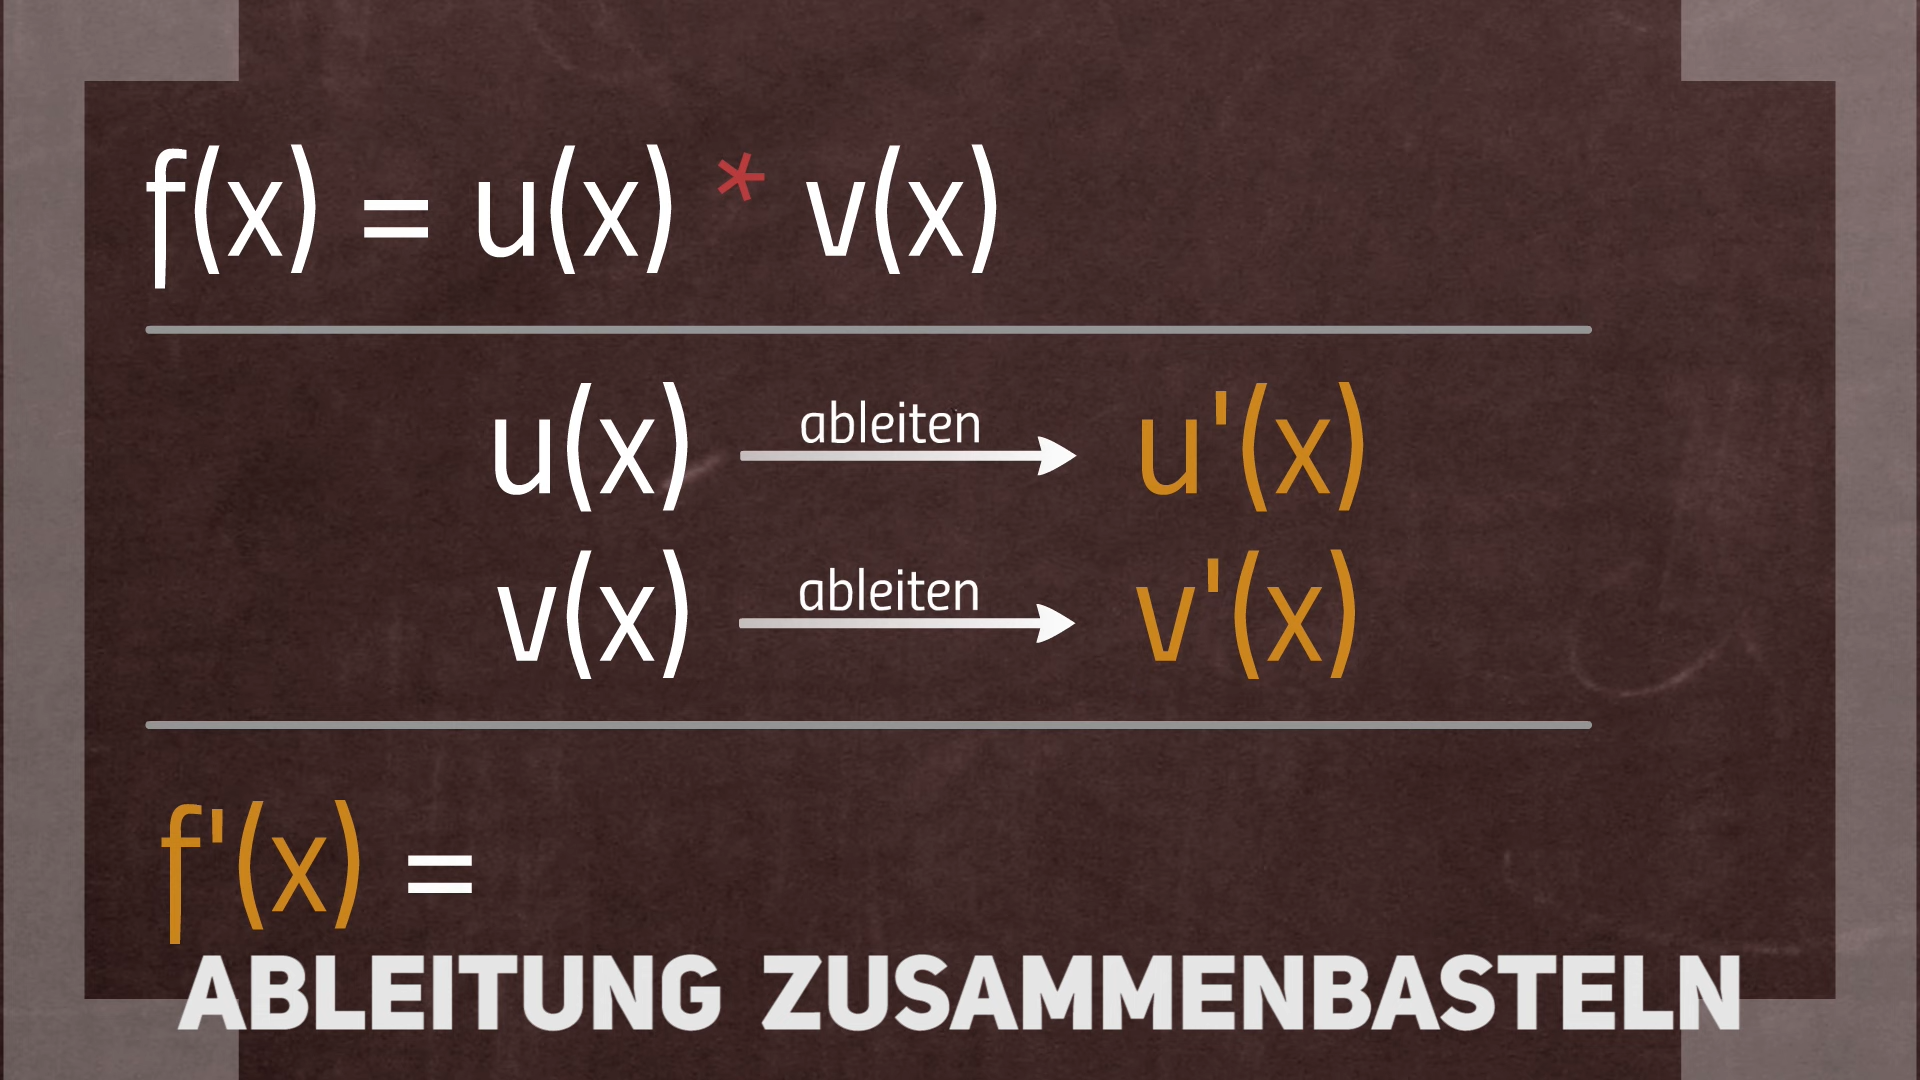 f(x) = u(x) * v(x)
u(x) ableiten u'(x)
v(x) ableiten v'(x)
f'(x) =
ABLEITUNG ZUSAMMENBASTELN